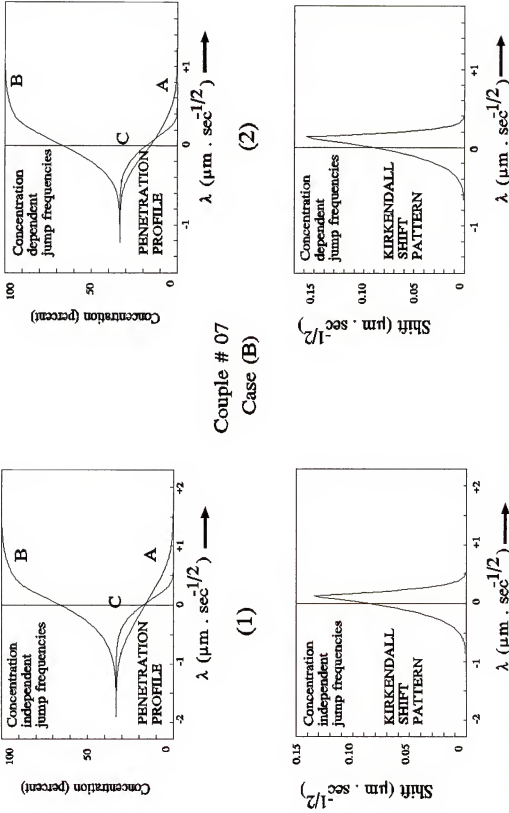 Concentration
independent
jump frequencies
B
C
PENETRATION
PROFILE
A
100
50
0
Concentration (percent)
-2
-1
0
+1
+2
λ (μm . sec^-1/2)
(1)
Concentration
dependent
jump frequencies
B
C
PENETRATION
PROFILE
A
100
50
0
Concentration (percent)
-1
0
+1
λ (μm . sec^-1/2)
(2)
Couple # 07
Case (B)
Concentration
independent
jump frequencies
KIRKENDALL
SHIFT
PATTERN
0.15
0.10
0.05
0
Shift (μm . sec^-1/2)
-2
-1
0
+1
+2
λ (μm . sec^-1/2)
Concentration
dependent
jump frequencies
KIRKENDALL
SHIFT
PATTERN
0.15
0.10
0.05
0
Shift (μm . sec^-1/2)
-1
0
+1
λ (μm . sec^-1/2)